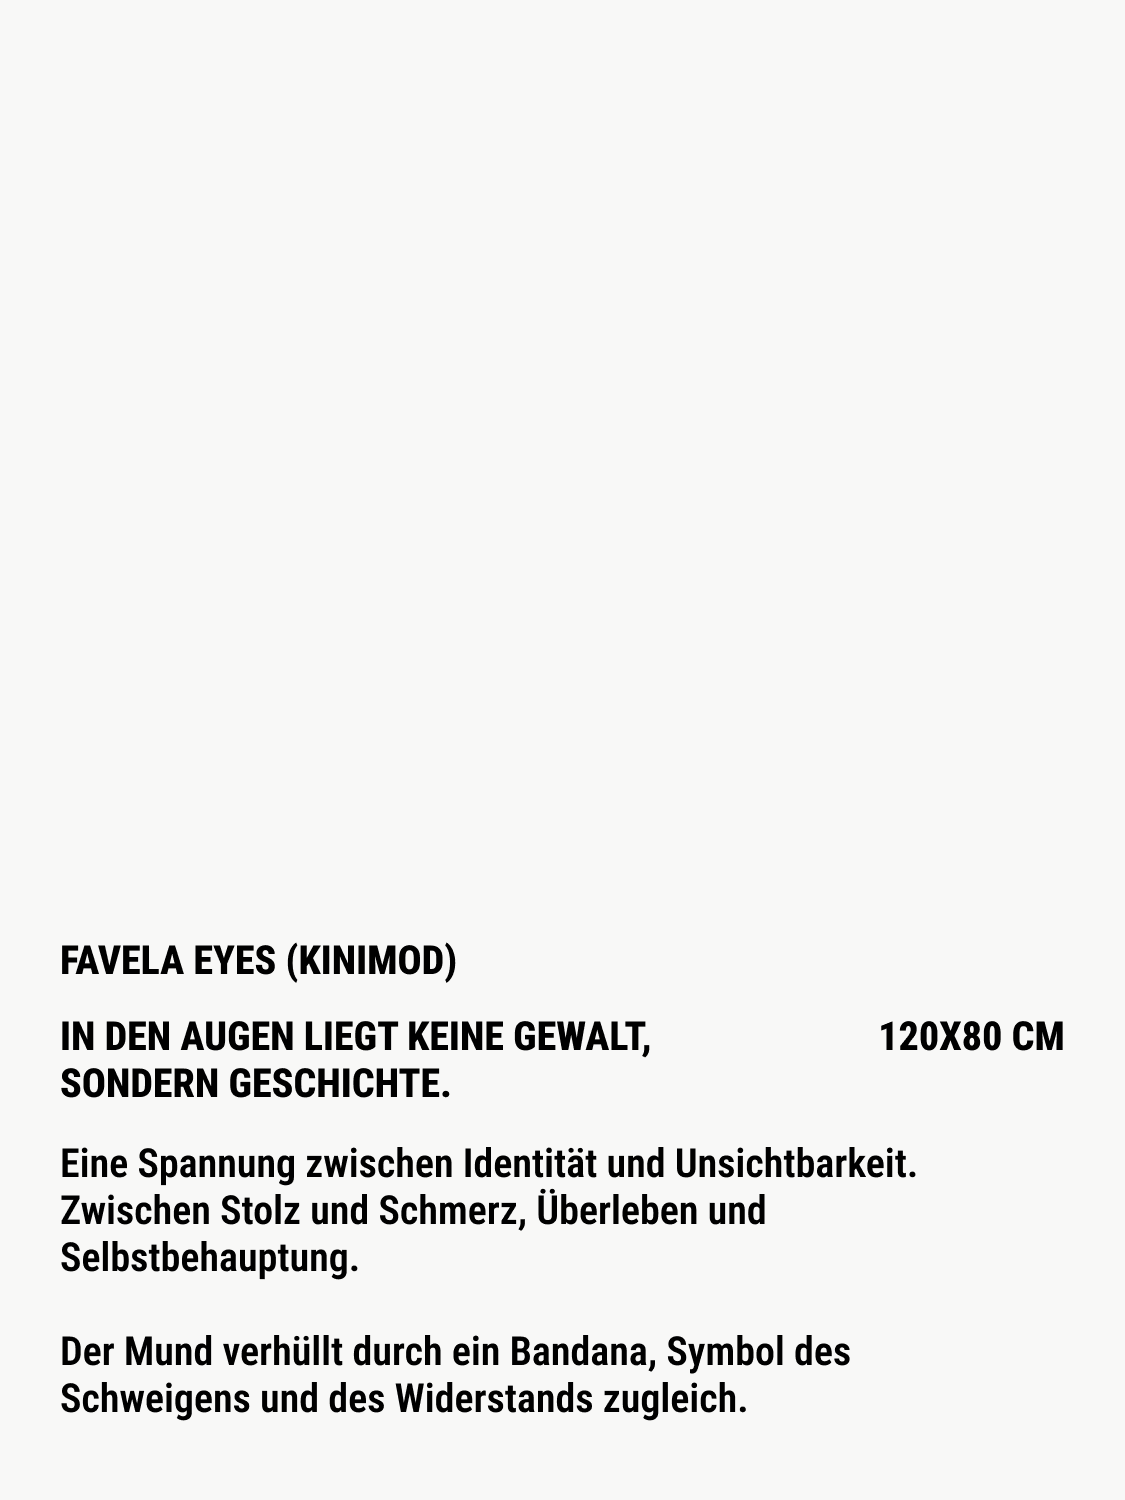 FAVELA EYES (KINIMOD)
IN DEN AUGEN LIEGT KEINE GEWALT,
SONDERN GESCHICHTE.
120X80 CM
Eine Spannung zwischen Identität und Unsichtbarkeit.
Zwischen Stolz und Schmerz, Überleben und
Selbstbehauptung.
Der Mund verhüllt durch ein Bandana, Symbol des
Schweigens und des Widerstands zugleich.